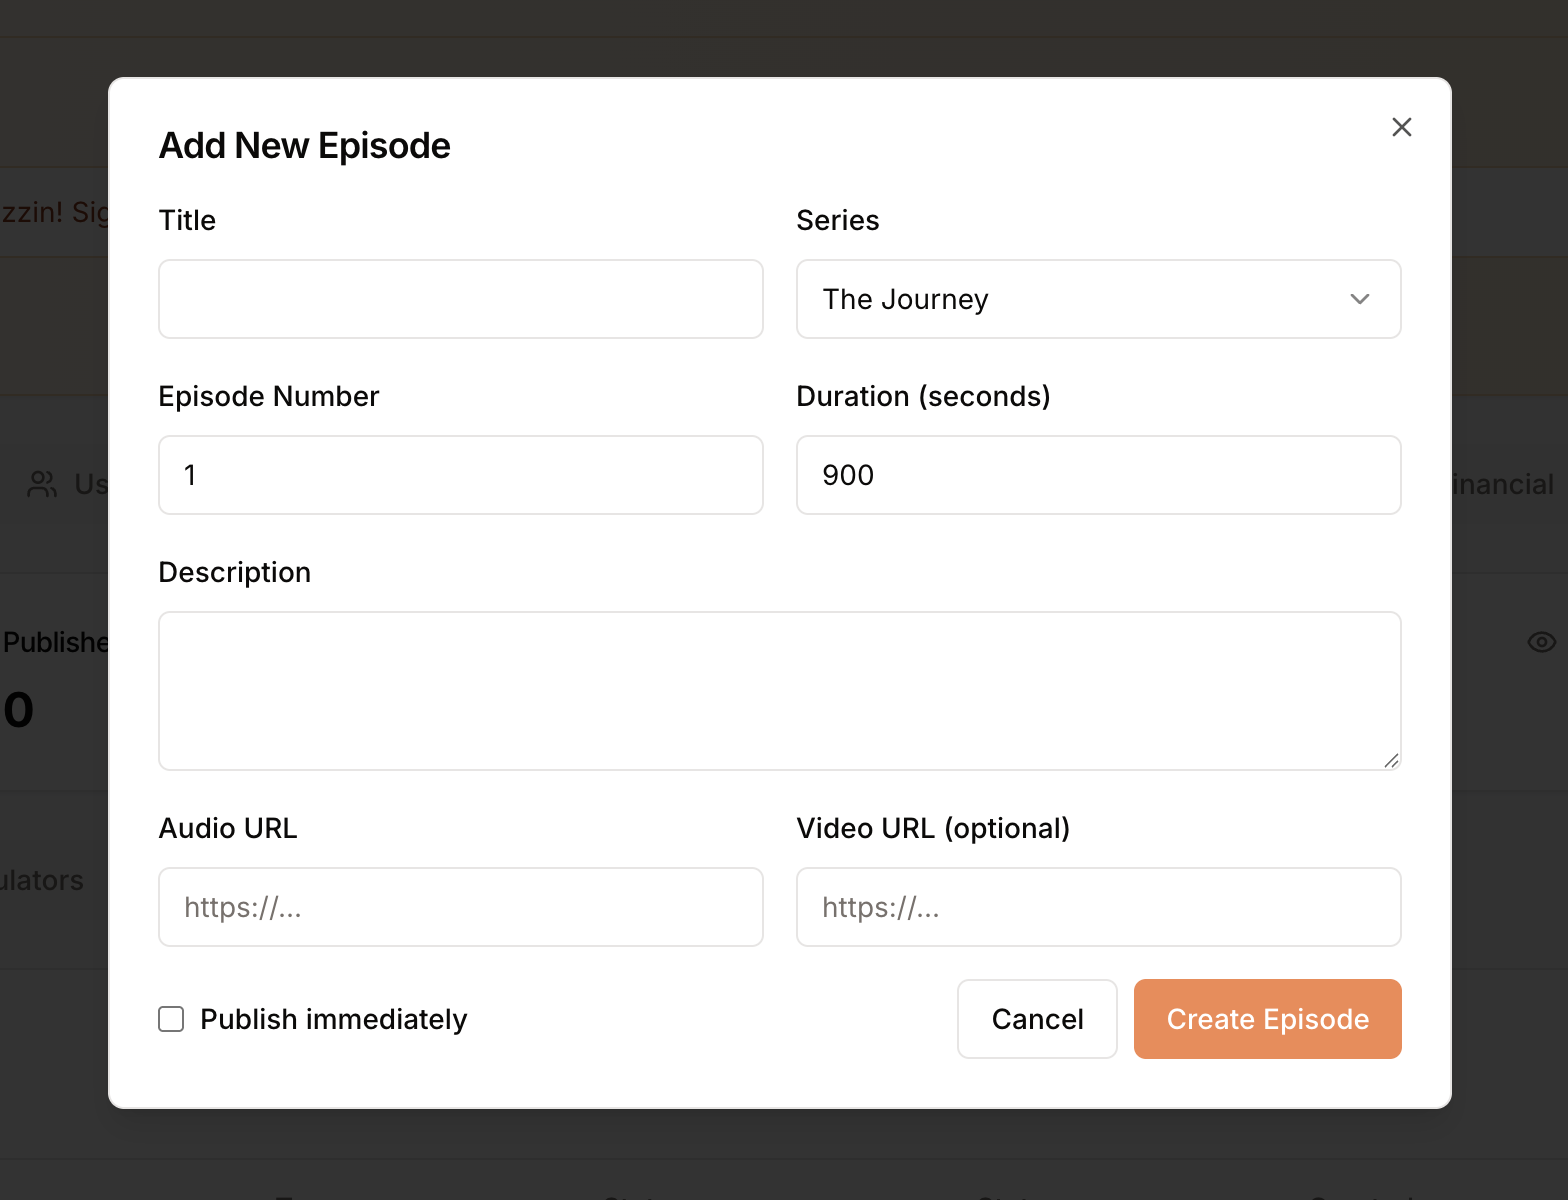 Add New Episode
Title
Series
The Journey
Episode Number
Duration (seconds)
1
900
Description
Audio URL
Video URL (optional)
https://...
https://...
Publish immediately
Cancel
Create Episode
zzin! Sig
Us
inancial
Publishe
0
ulators